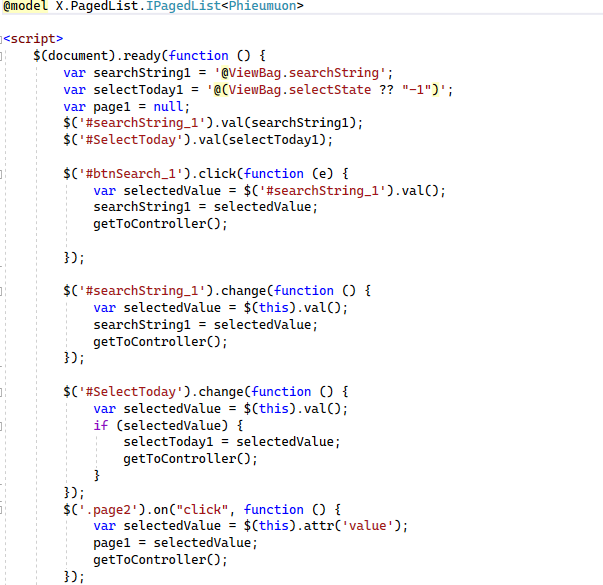 @model X.PagedList.IPagedList<Phieumuon>
<script>
    $(document).ready(function () {
        var searchString1 = '@ViewBag.searchString';
        var selectToday1 = '@(ViewBag.selectState ?? "-1")';
        var page1 = null;
        $('#searchString_1').val(searchString1);
        $('#SelectToday').val(selectToday1);
        $('#btnSearch_1').click(function (e) {
            var selectedValue = $('#searchString_1').val();
            searchString1 = selectedValue;
            getToController();
        });
        $('#searchString_1').change(function () {
            var selectedValue = $(this).val();
            searchString1 = selectedValue;
            getToController();
        });
        $('#SelectToday').change(function () {
            var selectedValue = $(this).val();
            if (selectedValue) {
                selectToday1 = selectedValue;
                getToController();
            }
        });
        $('.page2').on("click", function () {
            var selectedValue = $(this).attr('value');
            page1 = selectedValue;
            getToController();
        });